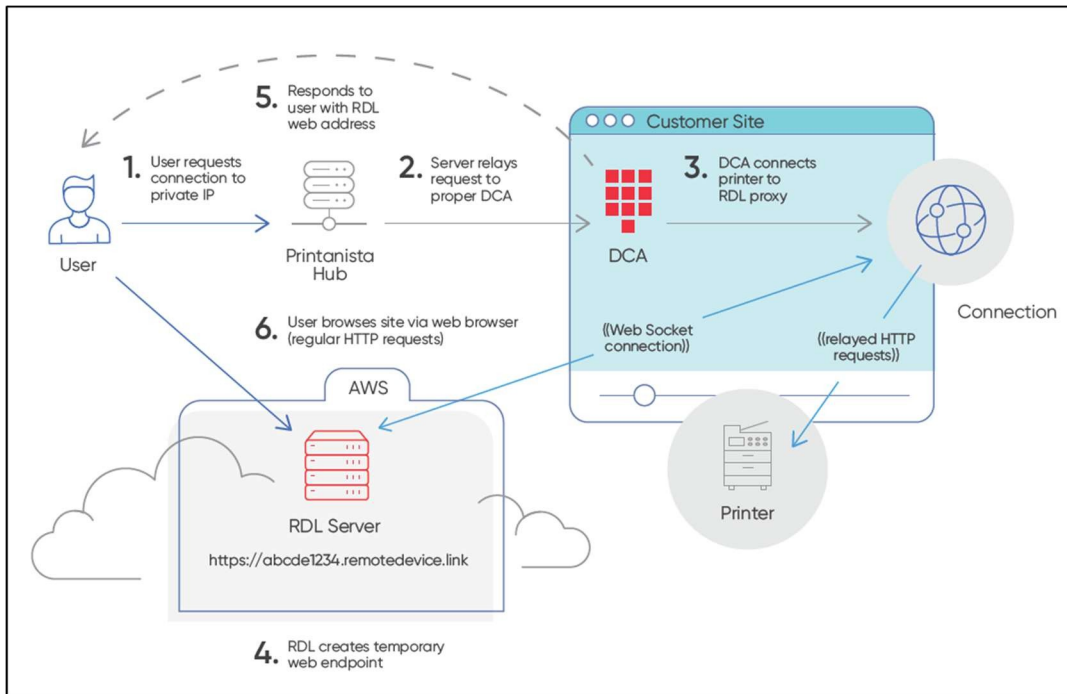 5. Responds to
user with RDL
web address
Customer Site
1. User requests
connection to
private IP
2. Server relays
request to
proper DCA
3. DCA connects
printer to
RDL proxy
User
Printanista
Hub
DCA
Connection
6. User browses site via web browser
(regular HTTP requests)
((Web Socket
connection))
((relayed HTTP
requests))
AWS
RDL Server
https://abcde1234.remotedevice.link
Printer
4. RDL creates temporary
web endpoint